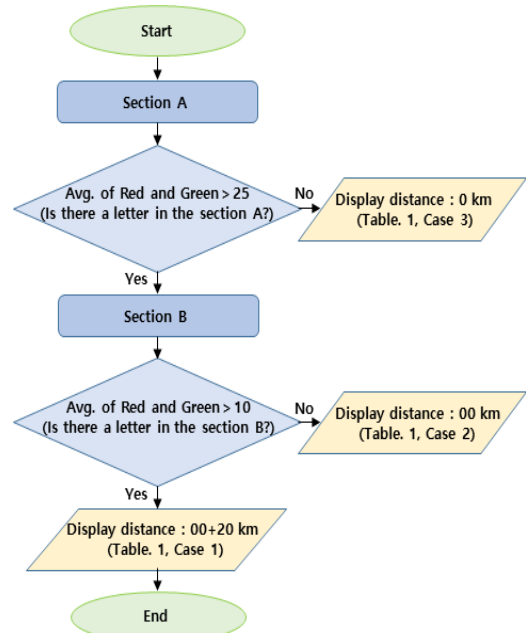 Start
Section A
Avg. of Red and Green > 25
(Is there a letter in the section A?)
No
Display distance : 0 km
(Table. 1, Case 3)
Yes
Section B
Avg. of Red and Green > 10
(Is there a letter in the section B?)
No
Display distance : 00 km
(Table. 1, Case 2)
Yes
Display distance : 00+20 km
(Table. 1, Case 1)
End